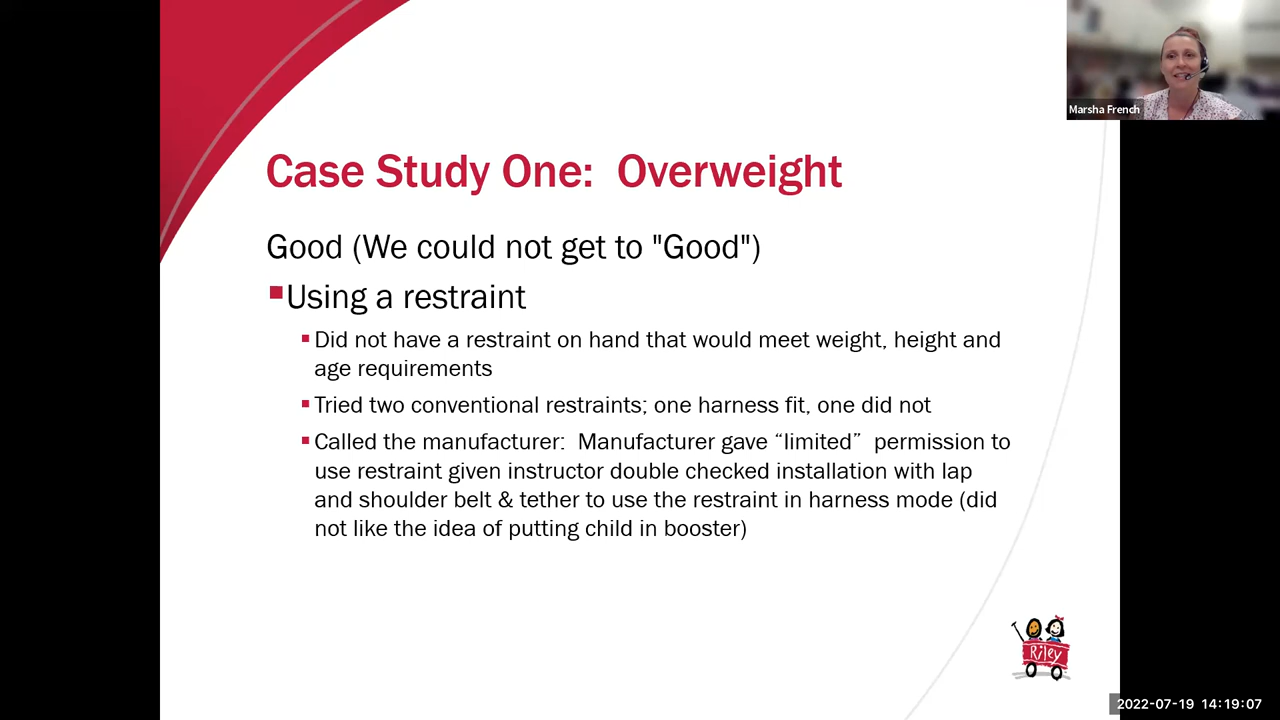 Marsha French
Case Study One:  Overweight
Good (We could not get to "Good")
Using a restraint
Did not have a restraint on hand that would meet weight, height and
age requirements
Tried two conventional restraints; one harness fit, one did not
Called the manufacturer:  Manufacturer gave “limited”  permission to
use restraint given instructor double checked installation with lap
and shoulder belt & tether to use the restraint in harness mode (did
not like the idea of putting child in booster)
Riley
2022-07-19 14:19:07